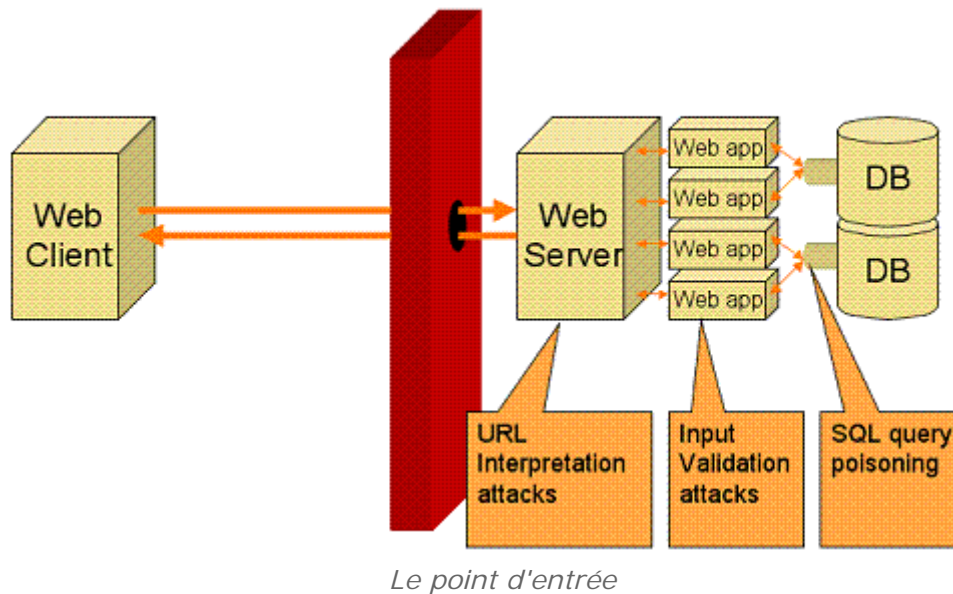 Web
Client
Web
Server
Web app
Web app
Web app
Web app
DB
DB
URL
Interpretation
attacks
Input
Validation
attacks
SQL query
poisoning
Le point d'entrée